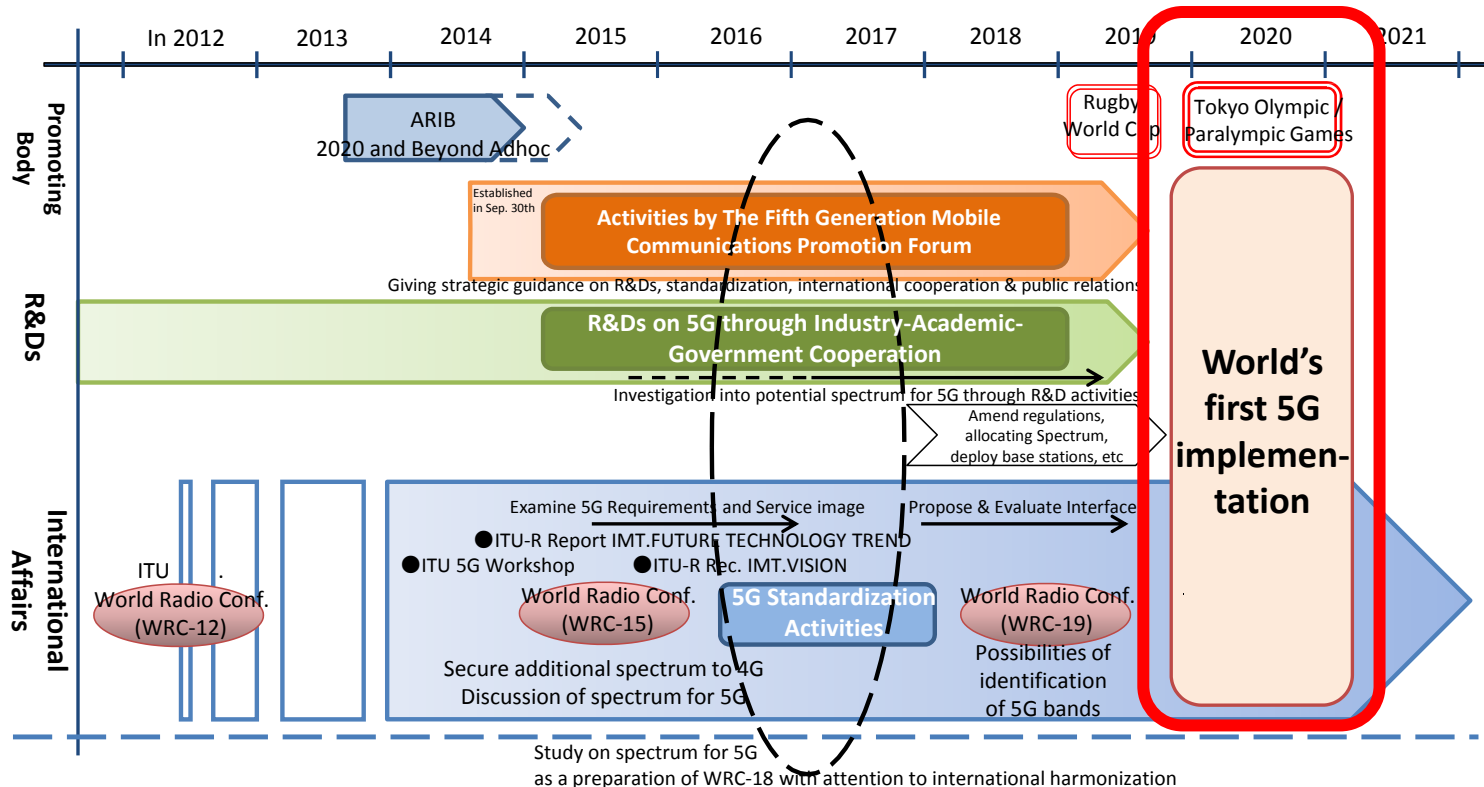 In 2012 2013 2014 2015 2016 2017 2018 2019 2020 2021
Promoting
Body
ARIB
2020 and Beyond Adhoc
Rugby
World Cup
Tokyo Olympic /
Paralympic Games
Established
in Sep. 30th
Activities by The Fifth Generation Mobile
Communications Promotion Forum
Giving strategic guidance on R&Ds, standardization, international cooperation & public relations
R&Ds
R&Ds on 5G through Industry-Academic-
Government Cooperation
Investigation into potential spectrum for 5G through R&D activities
Amend regulations,
allocating Spectrum,
deploy base stations, etc
World's
first 5G
implemen-
tation
International
Affairs
Examine 5G Requirements and Service image
Propose & Evaluate Interface
●ITU-R Report IMT.FUTURE TECHNOLOGY TREND
●ITU 5G Workshop
●ITU-R Rec. IMT.VISION
ITU .
World Radio Conf.
(WRC-12)
World Radio Conf.
(WRC-15)
5G Standardization
Activities
World Radio Conf.
(WRC-19)
Secure additional spectrum to 4G
Discussion of spectrum for 5G
Possibilities of
identification
of 5G bands
Study on spectrum for 5G
as a preparation of WRC-18 with attention to international harmonization